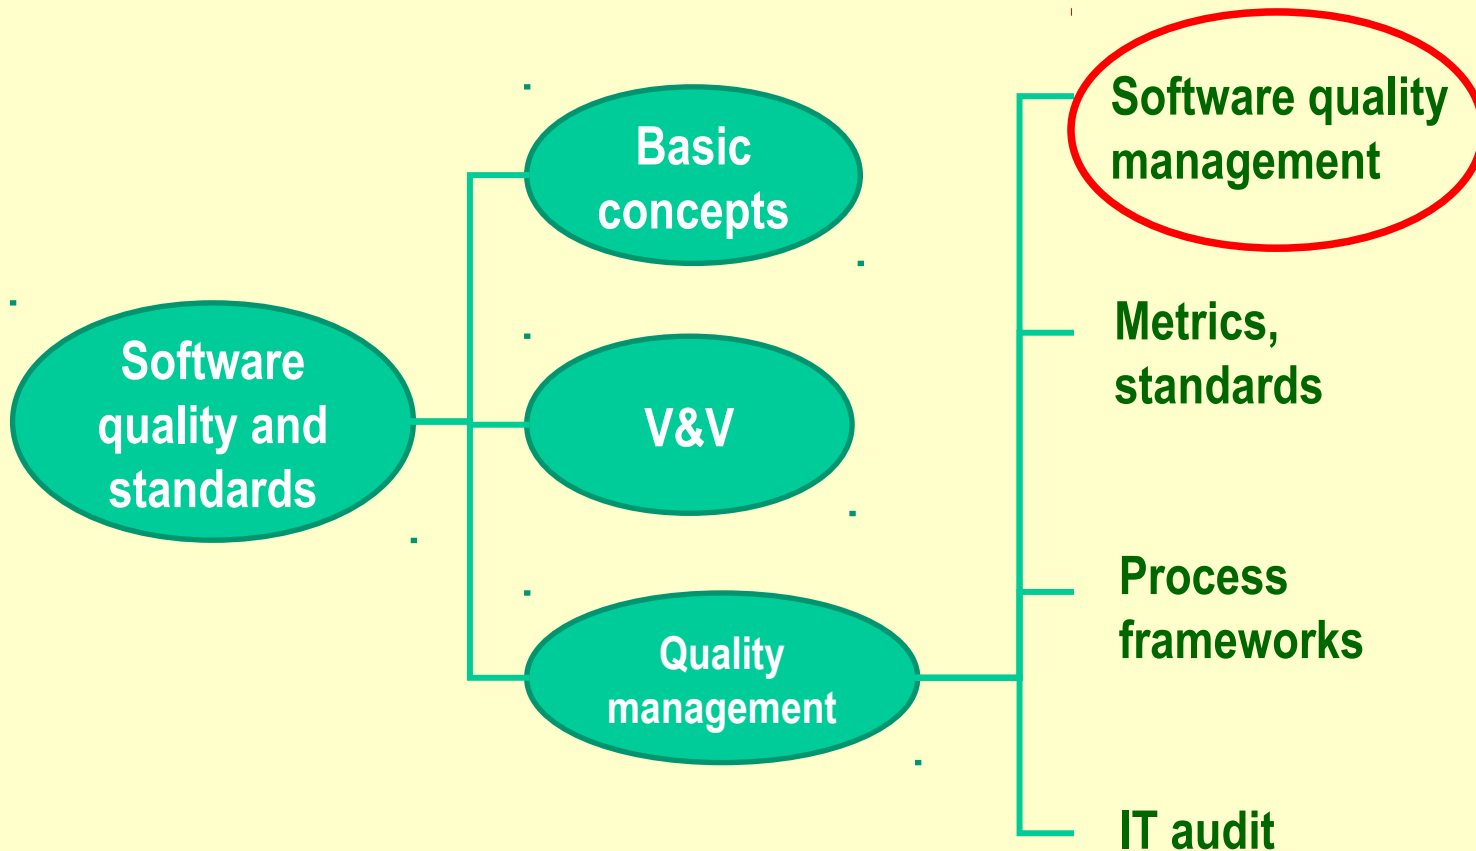 Software
quality and
standards
Basic
concepts
V&V
Quality
management
Software quality
management
Metrics,
standards
Process
frameworks
IT audit